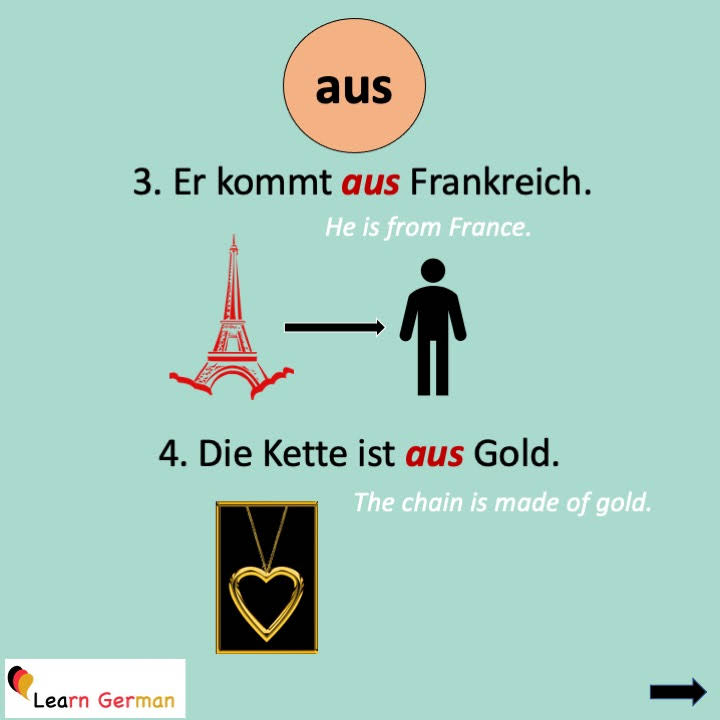 aus
3. Er kommt aus Frankreich.
He is from France.
4. Die Kette ist aus Gold.
The chain is made of gold.
Learn German